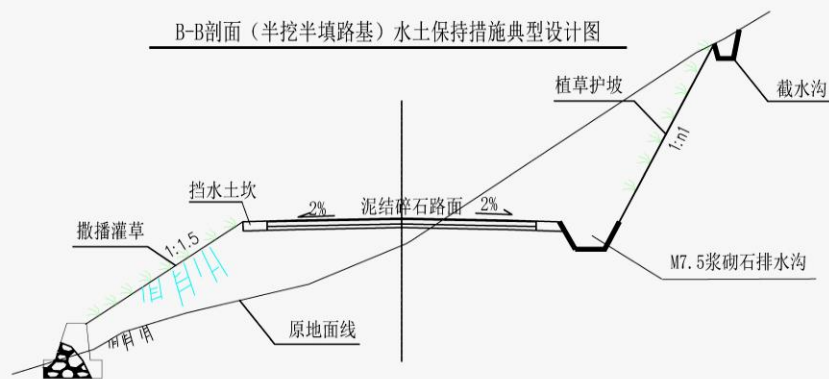 B-B剖面（半挖半填路基）水土保持措施典型设计图
植草护坡
截水沟
1:n1
挡水土坎
2%
泥结碎石路面
2%
撒播灌草
1:1.5
M7.5浆砌石排水沟
原地面线